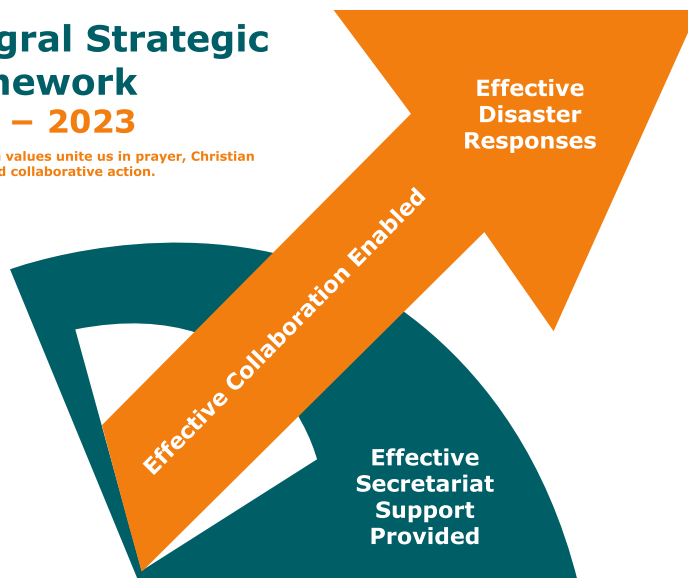 gral Strategic
nework
– 2023
values unite us in prayer, Christian
d collaborative action.
Effective
Disaster
Responses
Effective Collaboration Enabled
Effective
Secretariat
Support
Provided